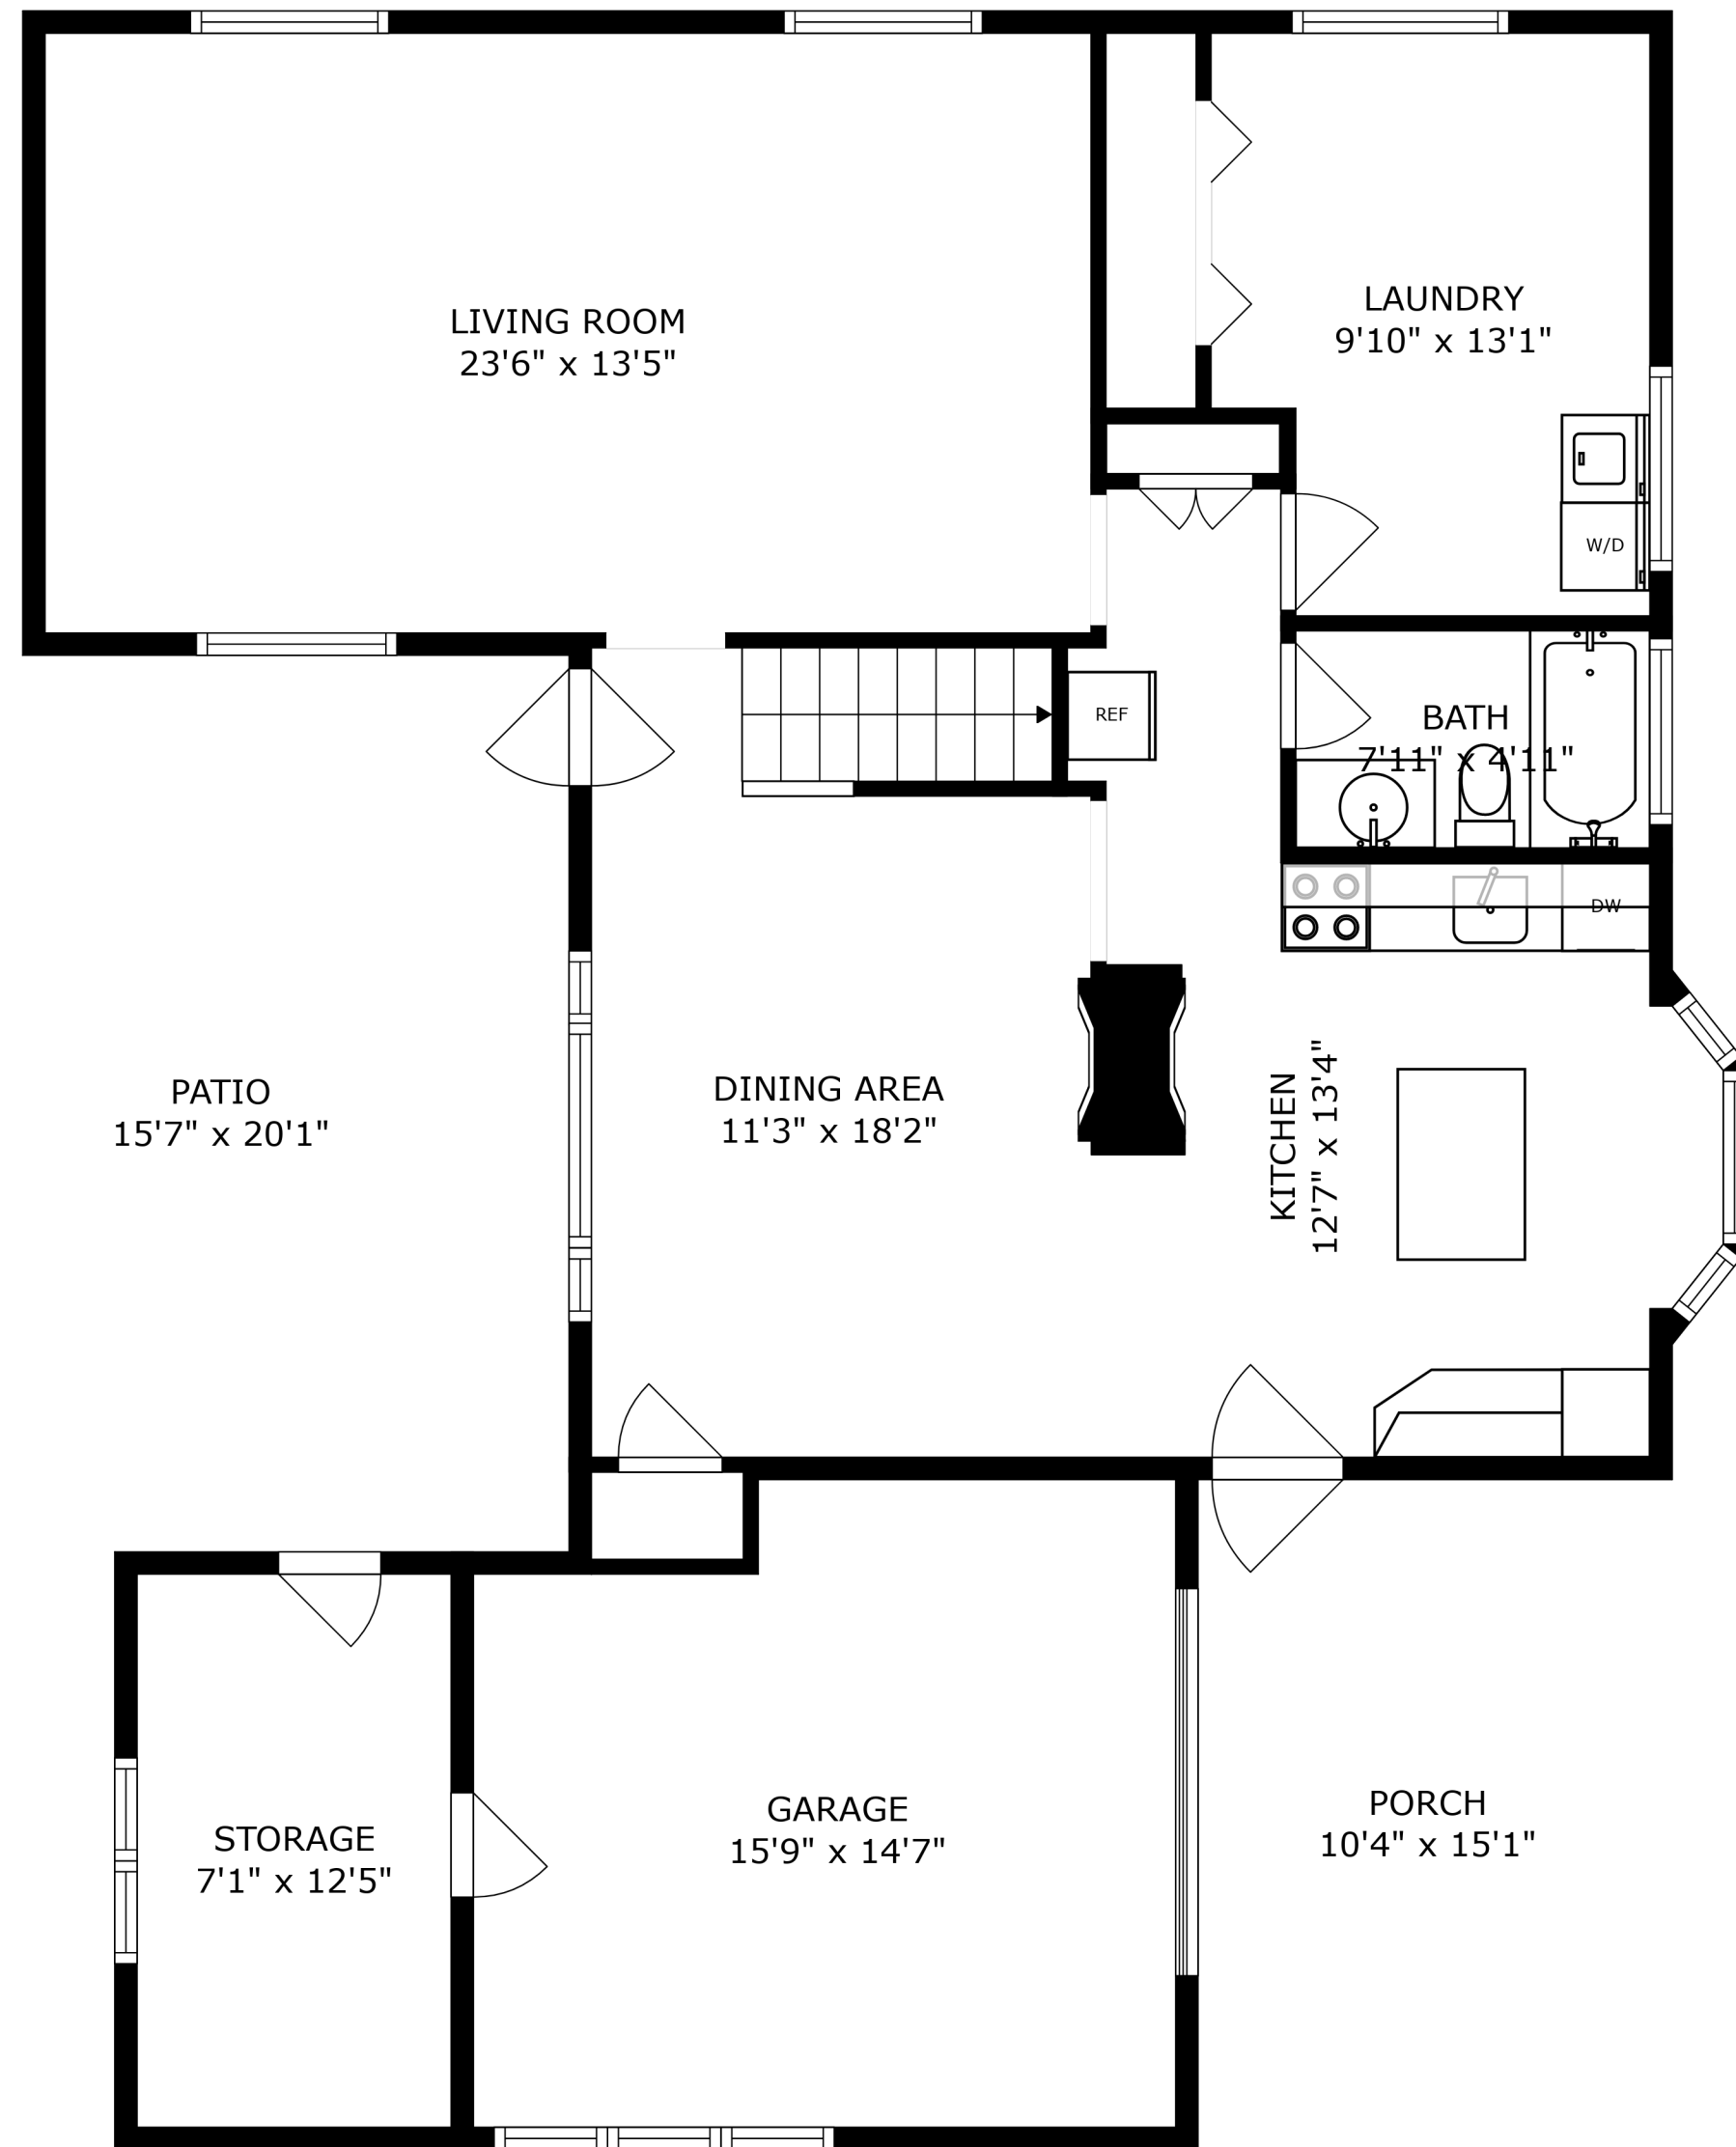 LIVING ROOM
23'6" x 13'5"
LAUNDRY
9'10" x 13'1"
W/D
REF
BATH
7'11" x 4'11"
DW
PATIO
15'7" x 20'1"
DINING AREA
11'3" x 18'2"
KITCHEN
12'7" x 13'4"
STORAGE
7'1" x 12'5"
GARAGE
15'9" x 14'7"
PORCH
10'4" x 15'1"